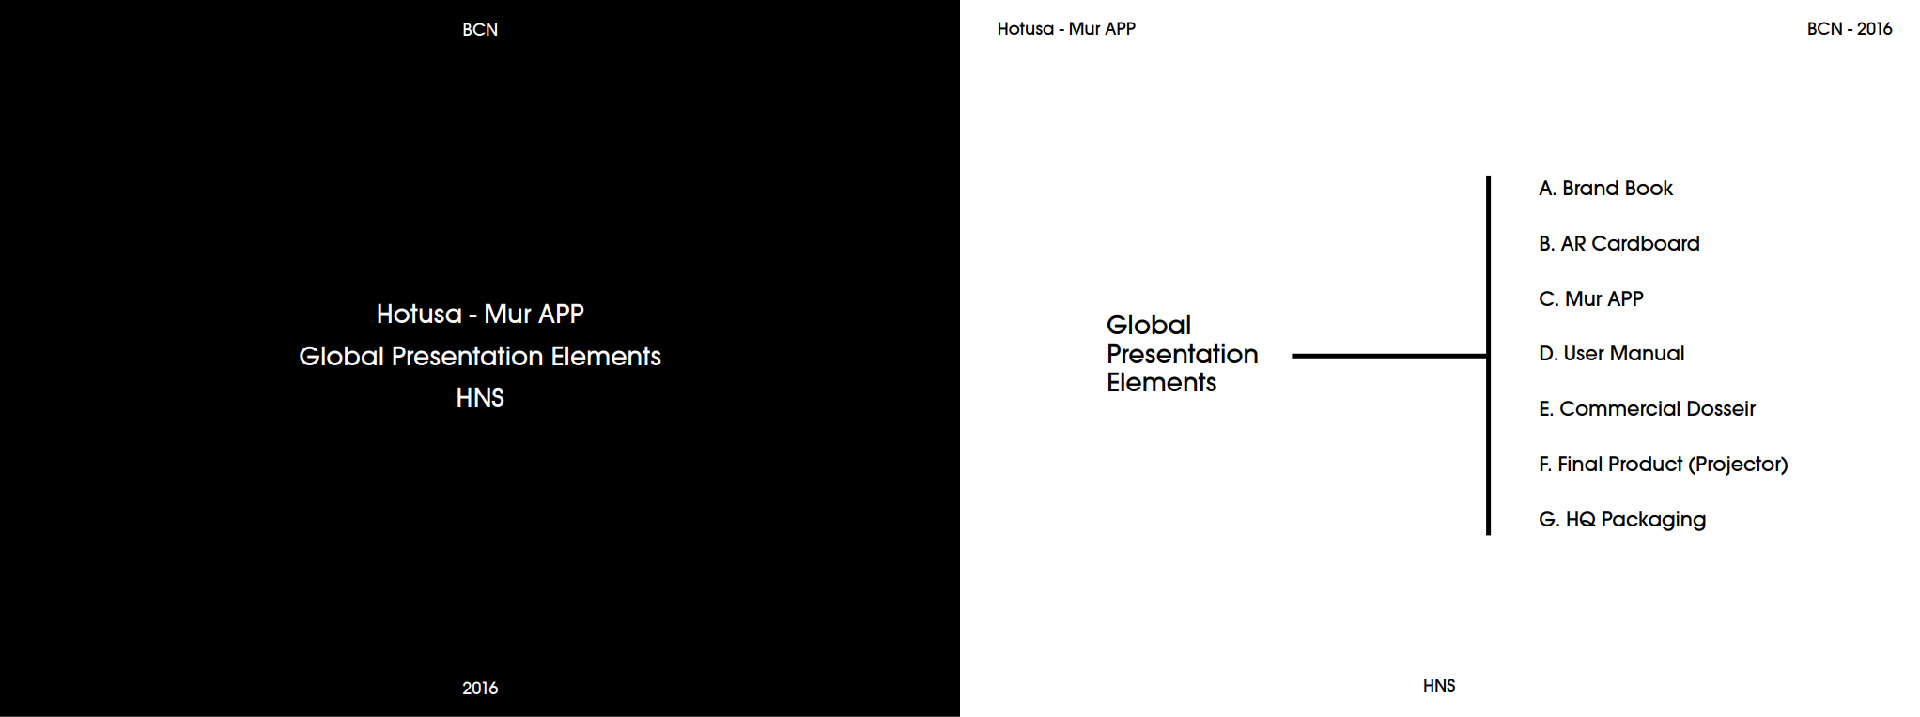 BCN
Hotusa - Mur APP
Global Presentation Elements
HNS
2016
Hotusa - Mur APP
BCN - 2016
Global
Presentation
Elements
A. Brand Book
B. AR Cardboard
C. Mur APP
D. User Manual
E. Commercial Dosseir
F. Final Product (Projector)
G. HQ Packaging
HNS